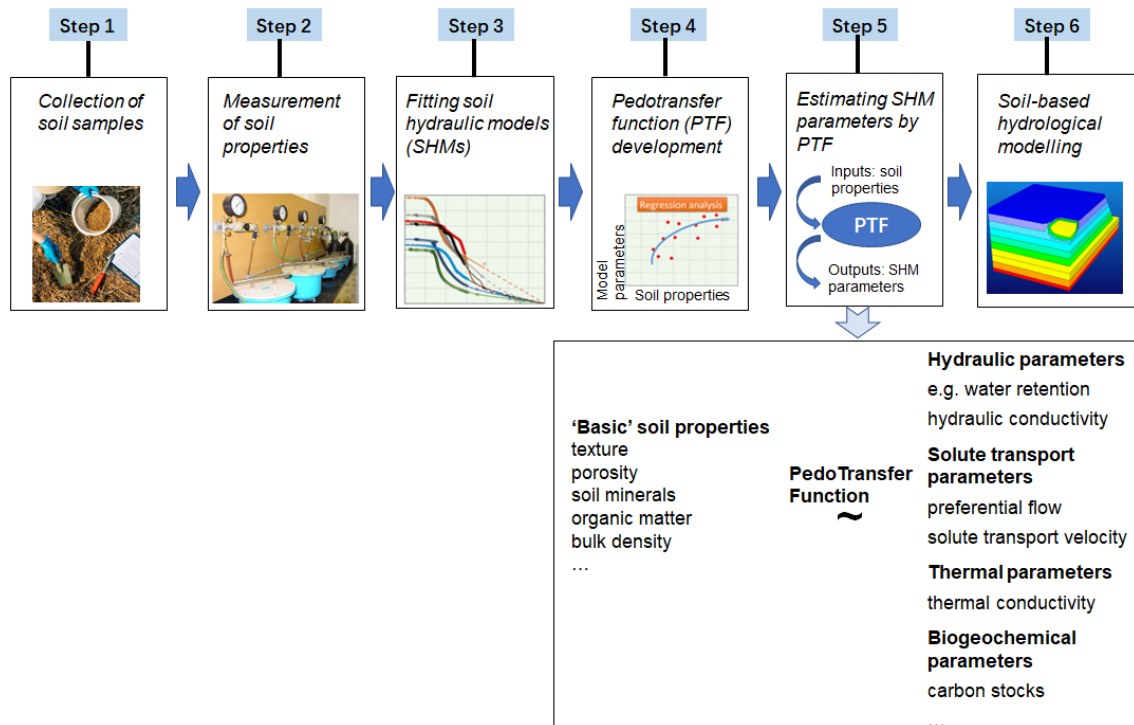 Step 1
Step 2
Step 3
Step 4
Step 5
Step 6
Collection of
soil samples
Measurement
of soil
properties
Fitting soil
hydraulic models
(SHMs)
Pedotransfer
function (PTF)
development
Regression analysis
Model
parameters
Soil properties
Estimating SHM
parameters by
PTF
Inputs: soil
properties
PTF
Outputs: SHM
parameters
Soil-based
hydrological
modelling
‘Basic’ soil properties
texture
porosity
soil minerals
organic matter
bulk density
...
PedoTransfer
Function
~
Hydraulic parameters
e.g. water retention
hydraulic conductivity
Solute transport
parameters
preferential flow
solute transport velocity
Thermal parameters
thermal conductivity
Biogeochemical
parameters
carbon stocks
...